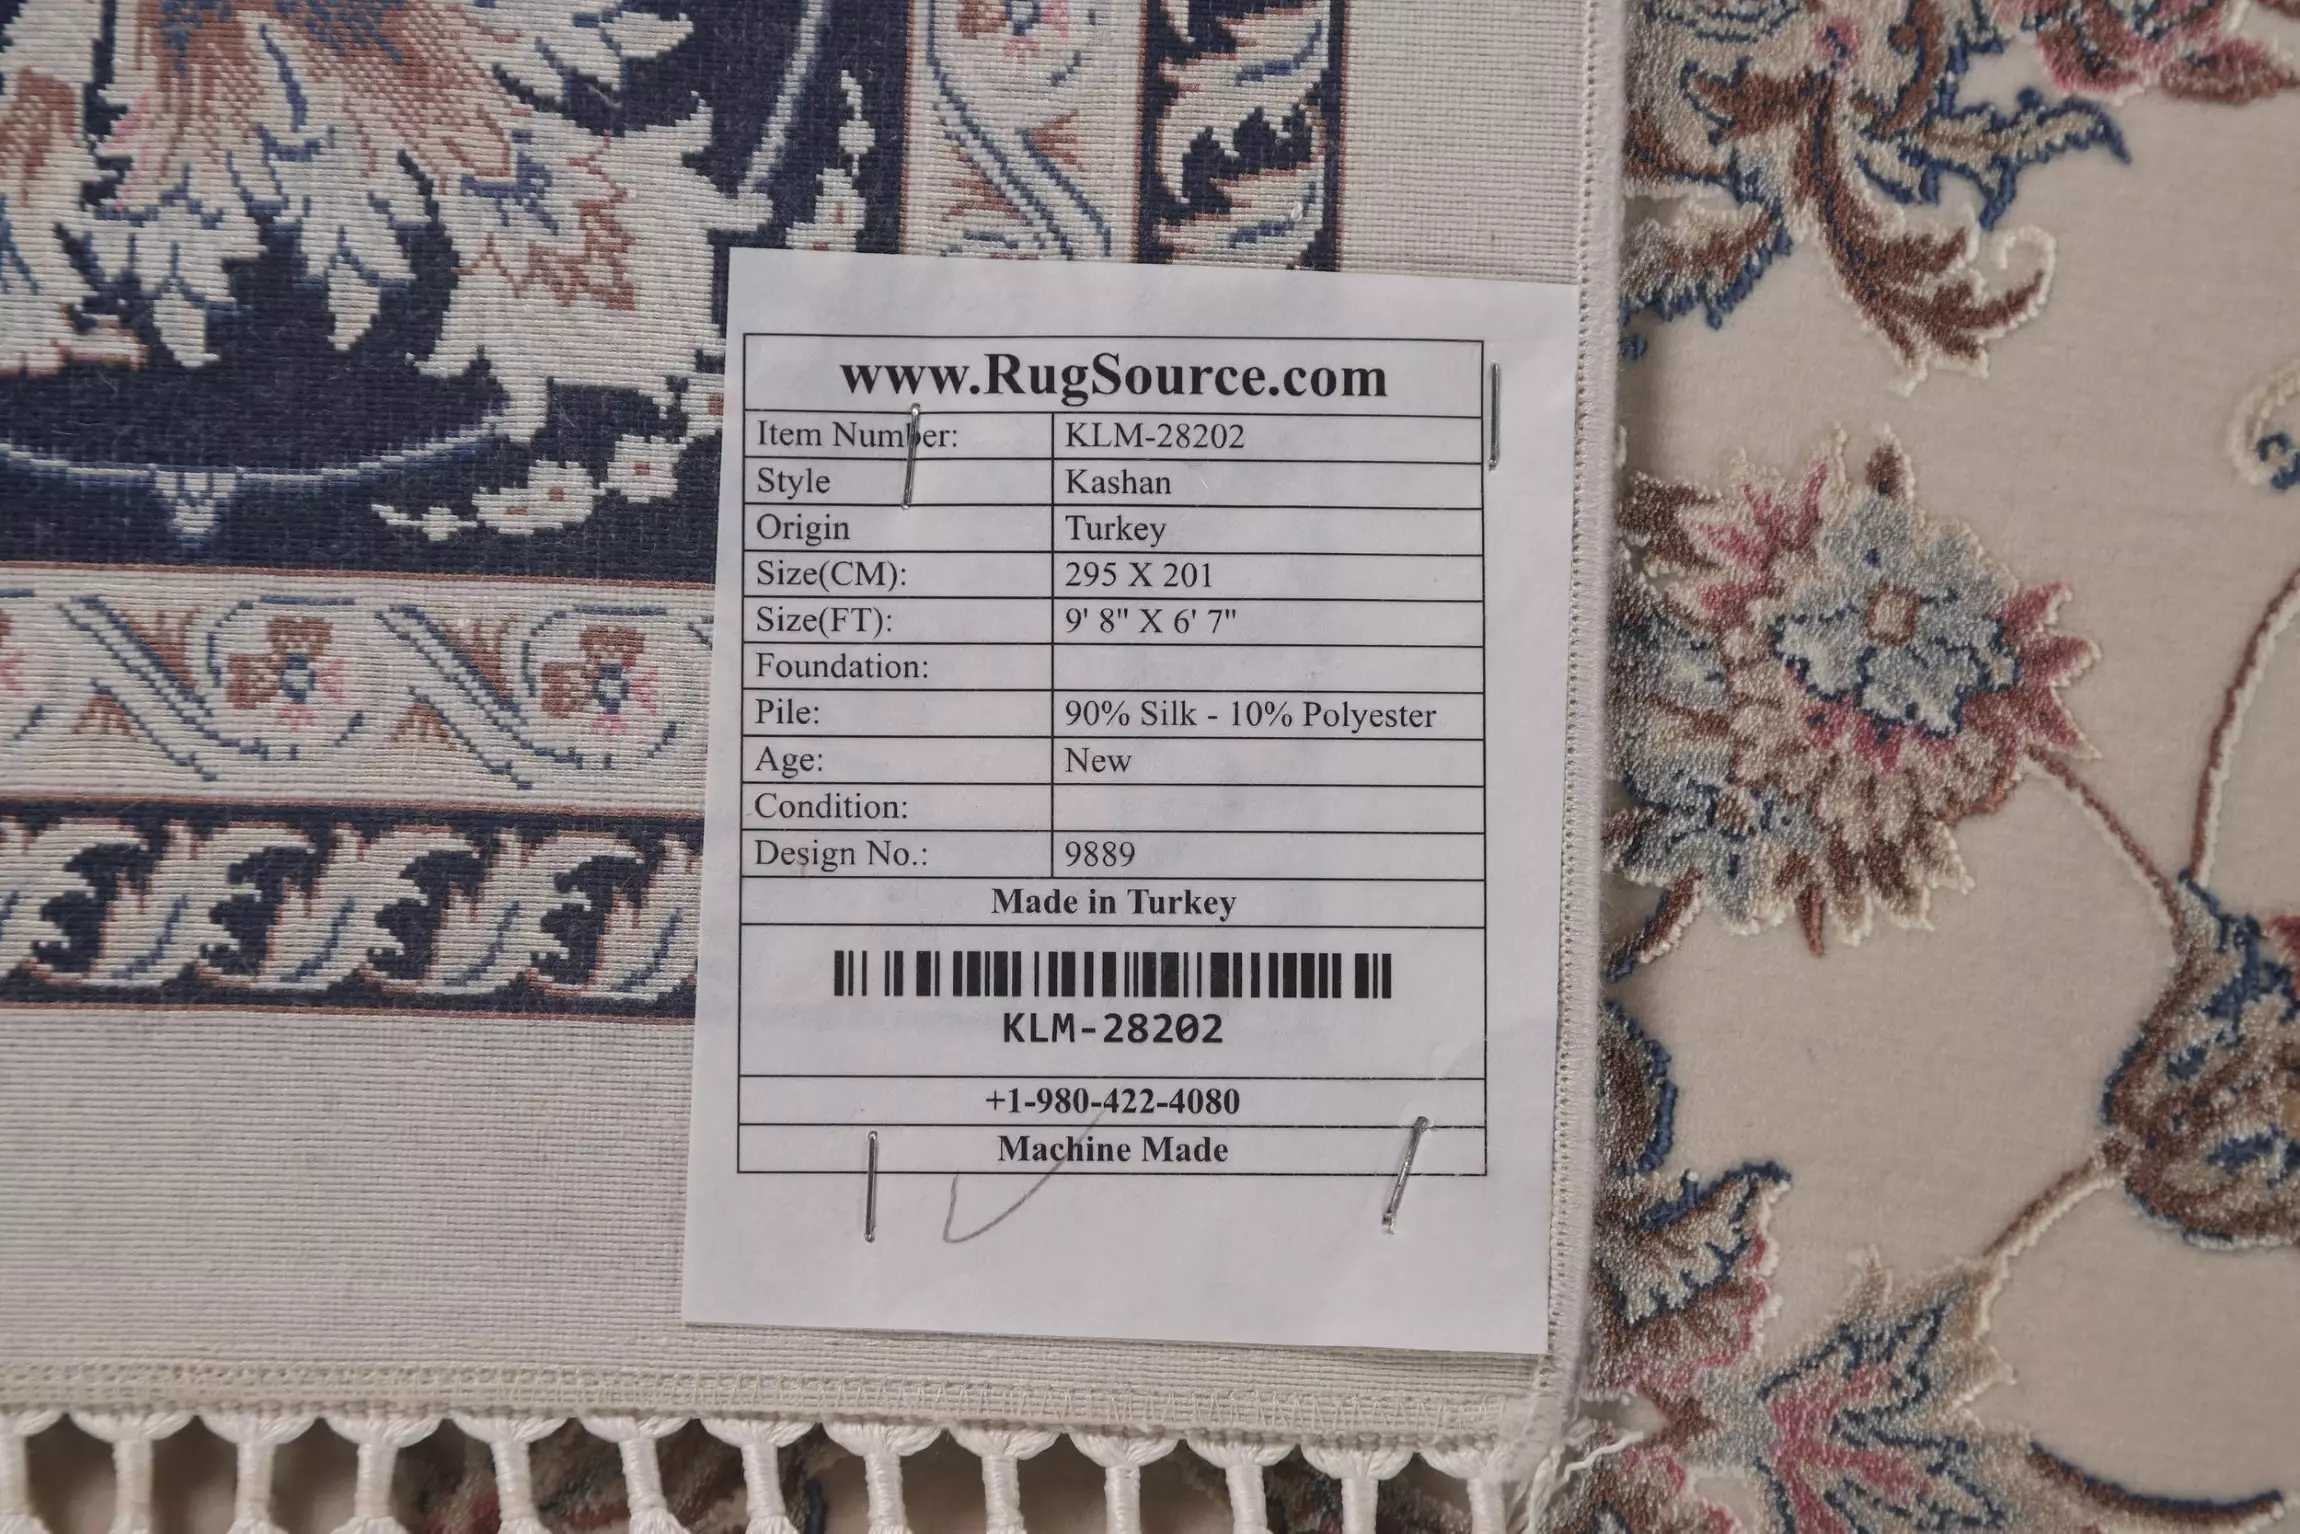 www.RugSource.com
Item Number: KLM-28202
Style Kashan
Origin Turkey
Size(CM): 295 X 201
Size(FT): 9' 8" X 6' 7"
Foundation:
Pile: 90% Silk - 10% Polyester
Age: New
Condition:
Design No.: 9889
Made in Turkey
KLM-28202
+1-980-422-4080
Machine Made